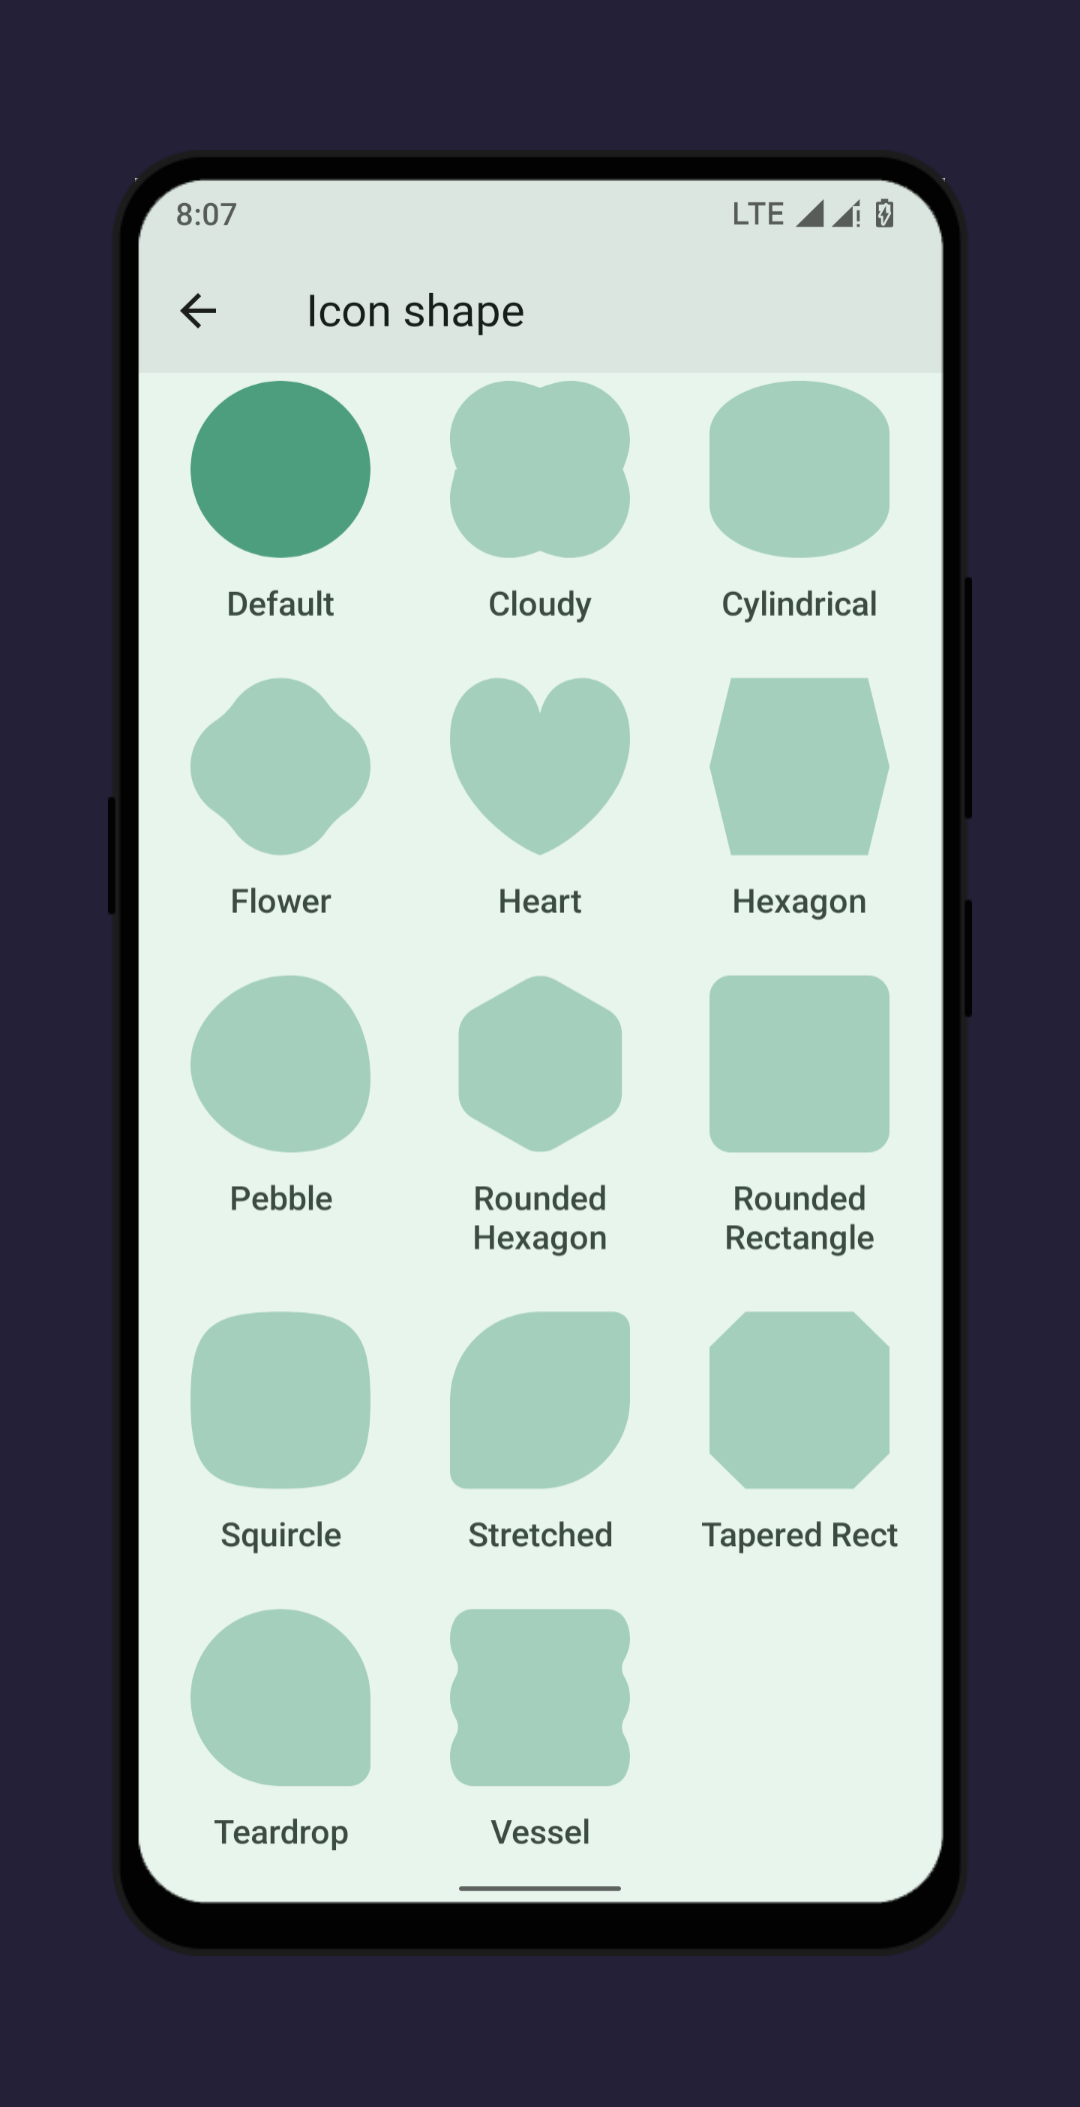 8:07 LTE
Icon shape
Default Cloudy Cylindrical
Flower Heart Hexagon
Pebble Rounded Rounded
Hexagon Rectangle
Squircle Stretched Tapered Rect
Teardrop Vessel